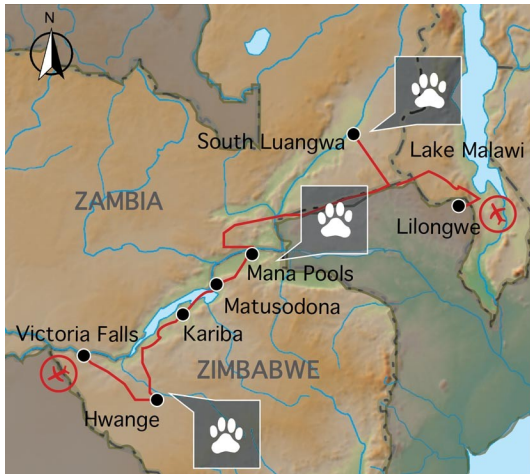 N
South Luangwa
Lake Malawi
ZAMBIA
Lilongwe
Mana Pools
Matusodona
Kariba
Victoria Falls
ZIMBABWE
Hwange